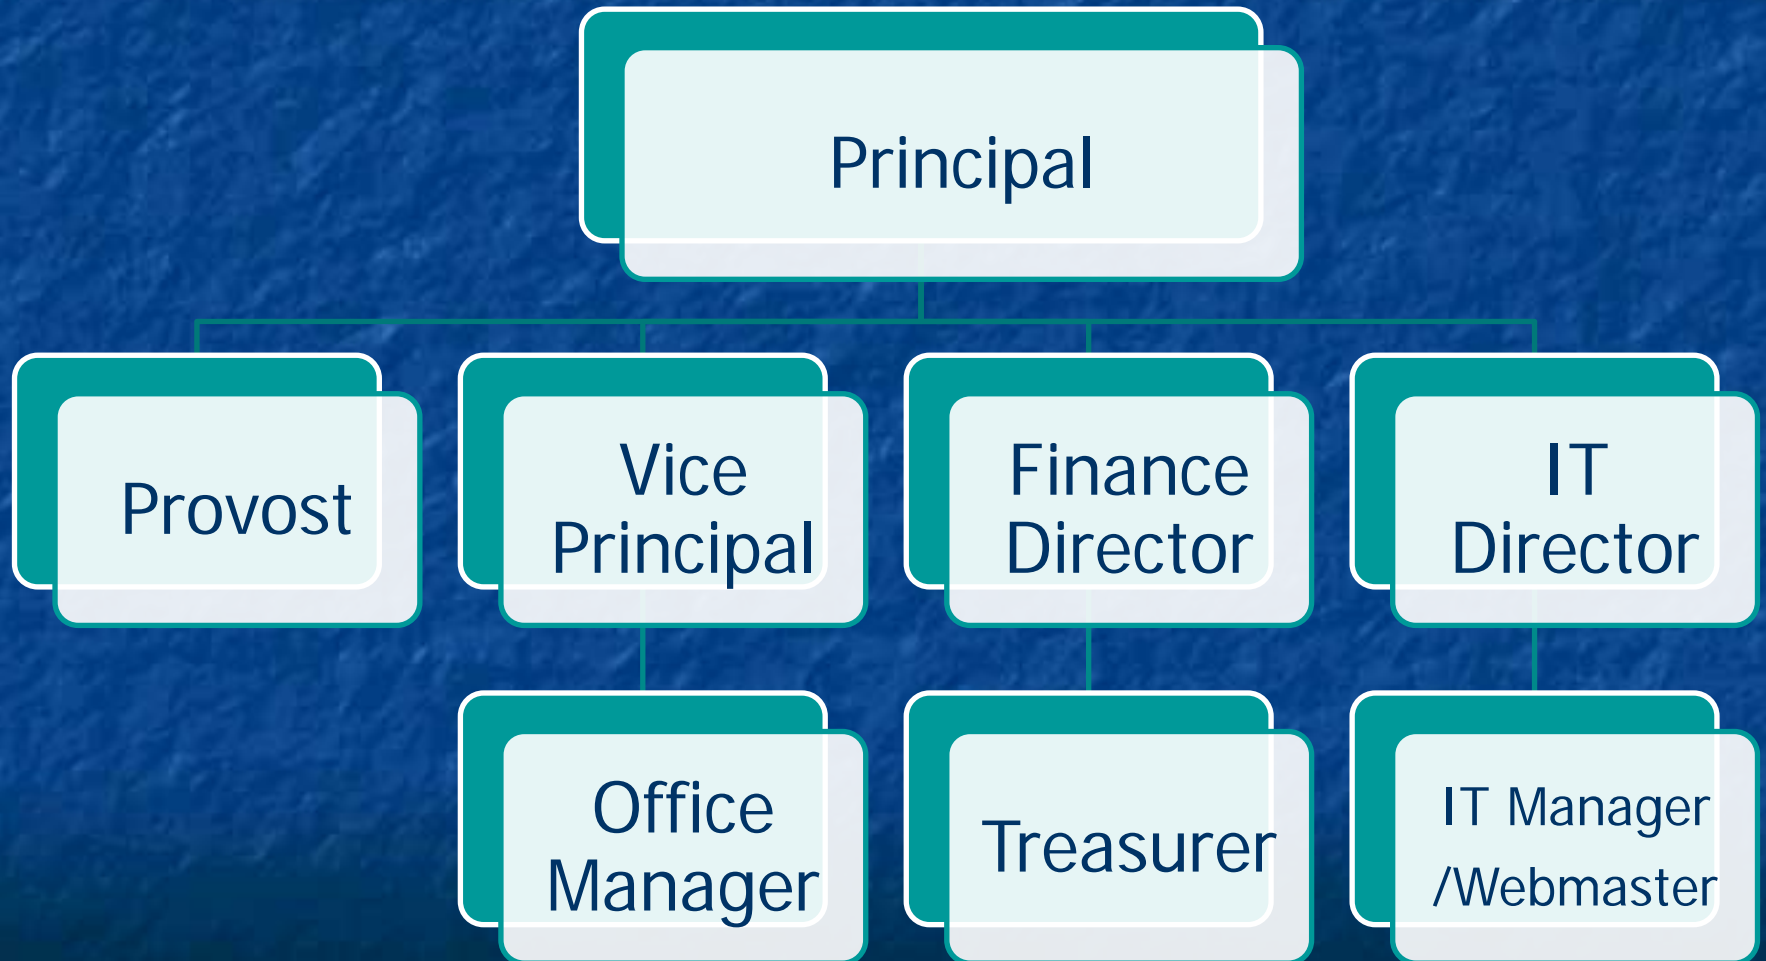 Principal
Provost
Vice
Principal
Finance
Director
IT
Director
Office
Manager
Treasurer
IT Manager
/Webmaster